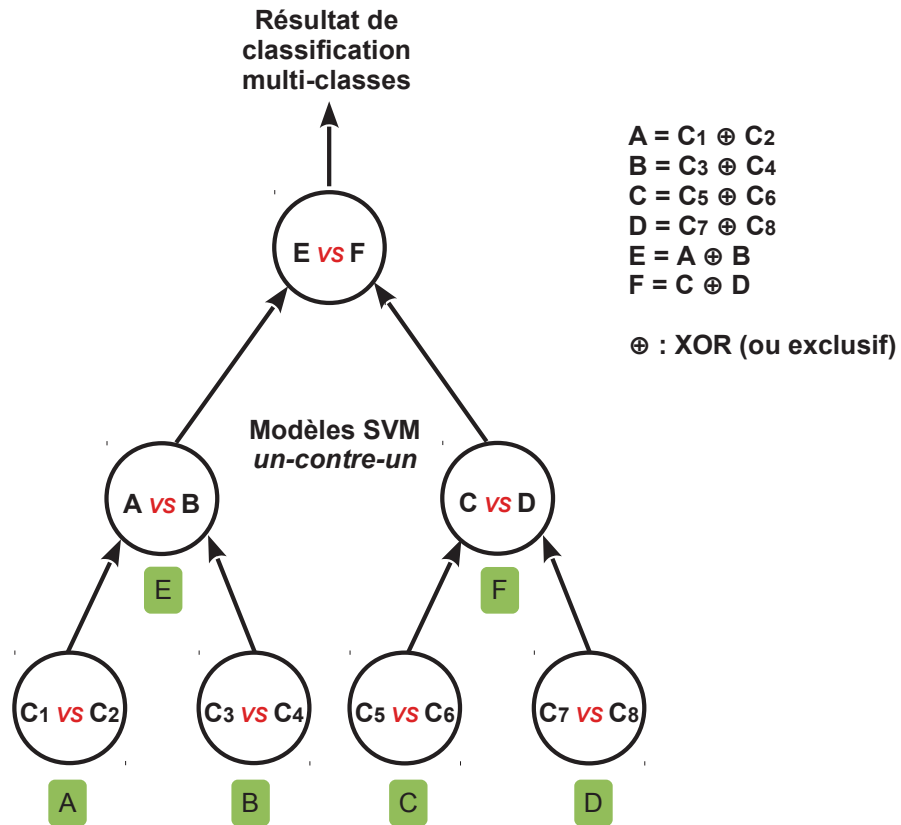 Résultat de
classification
multi-classes
A = C1 ⊕ C2
B = C3 ⊕ C4
C = C5 ⊕ C6
D = C7 ⊕ C8
E = A ⊕ B
F = C ⊕ D
⊕ : XOR (ou exclusif)
E vs F
Modèles SVM
un-contre-un
A vs B
C vs D
E
F
C1 vs C2
C3 vs C4
C5 vs C6
C7 vs C8
A
B
C
D